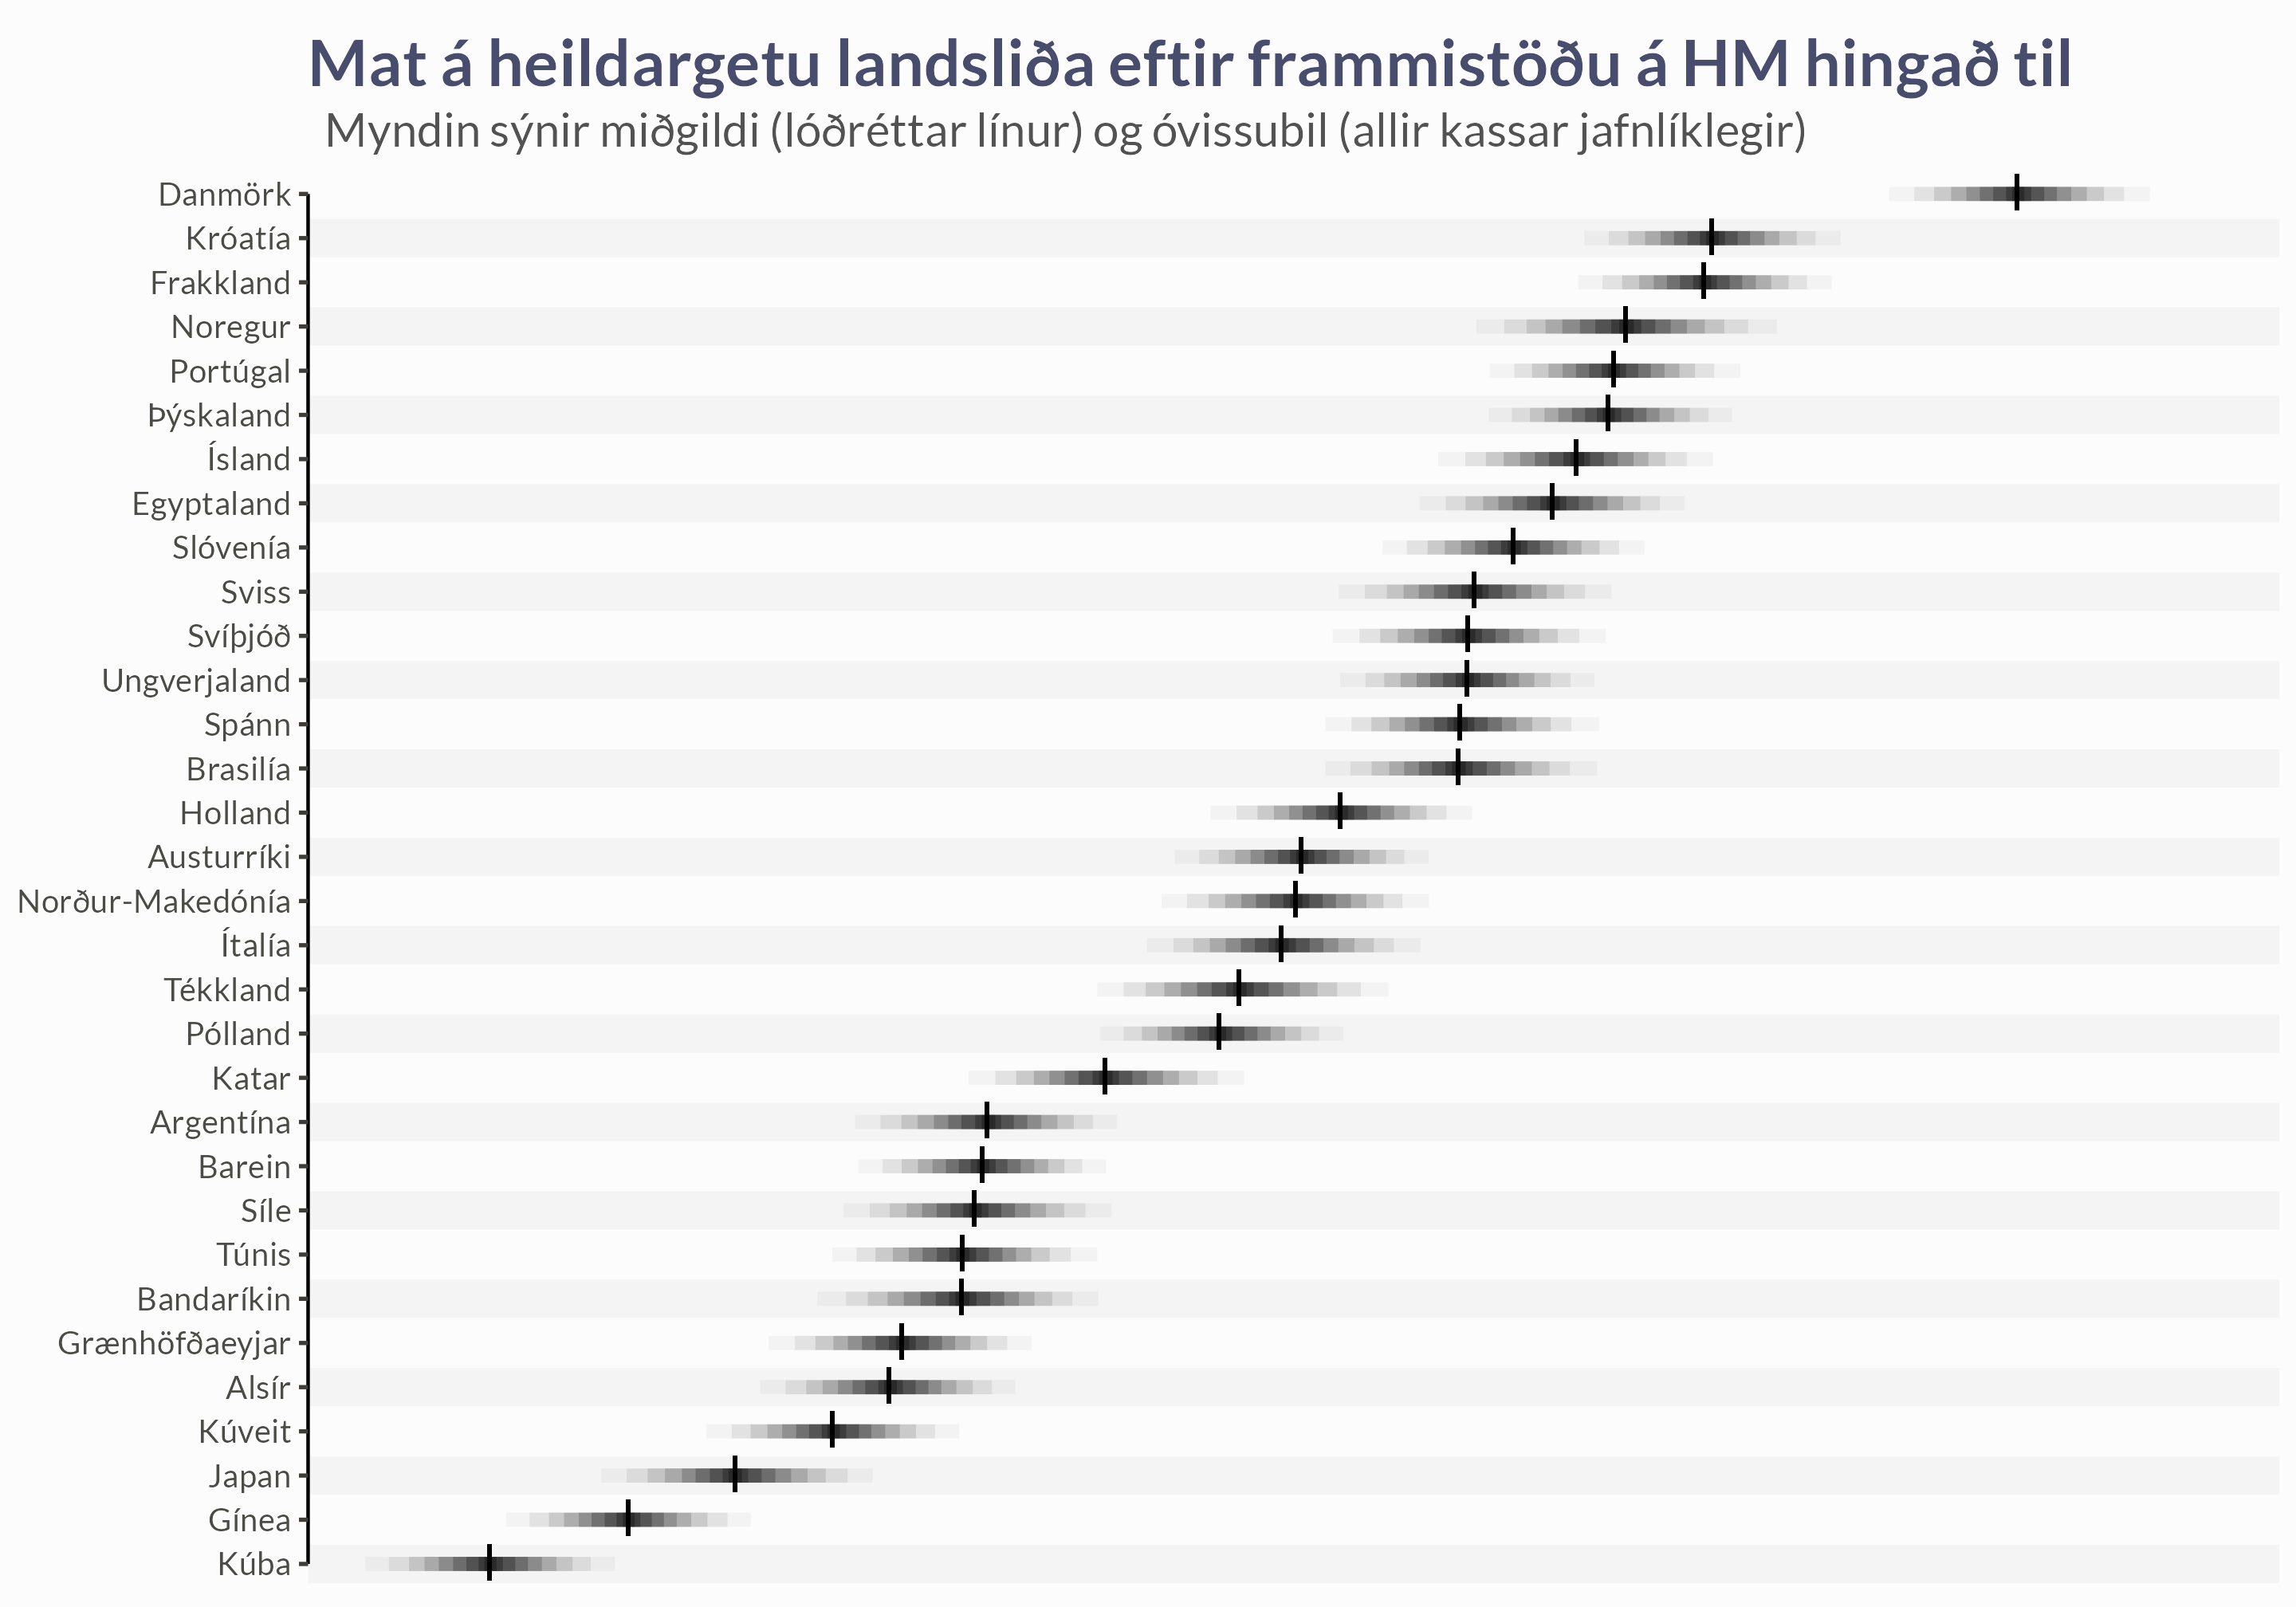 Mat á heildargetu landsliða eftir frammistöðu á HM hingað til
Myndin sýnir miðgildi (lóðréttar línur) og óvissubil (allir kassar jafnlíklegir)
Danmörk
Króatía
Frakkland
Noregur
Portúgal
Þýskaland
Ísland
Egyptaland
Slóvenía
Sviss
Svíþjóð
Ungverjaland
Spánn
Brasilía
Holland
Austurríki
Norður-Makedónía
Ítalía
Tékkland
Pólland
Katar
Argentína
Barein
Síle
Túnis
Bandaríkin
Grænhöfðaeyjar
Alsír
Kúveit
Japan
Gínea
Kúba